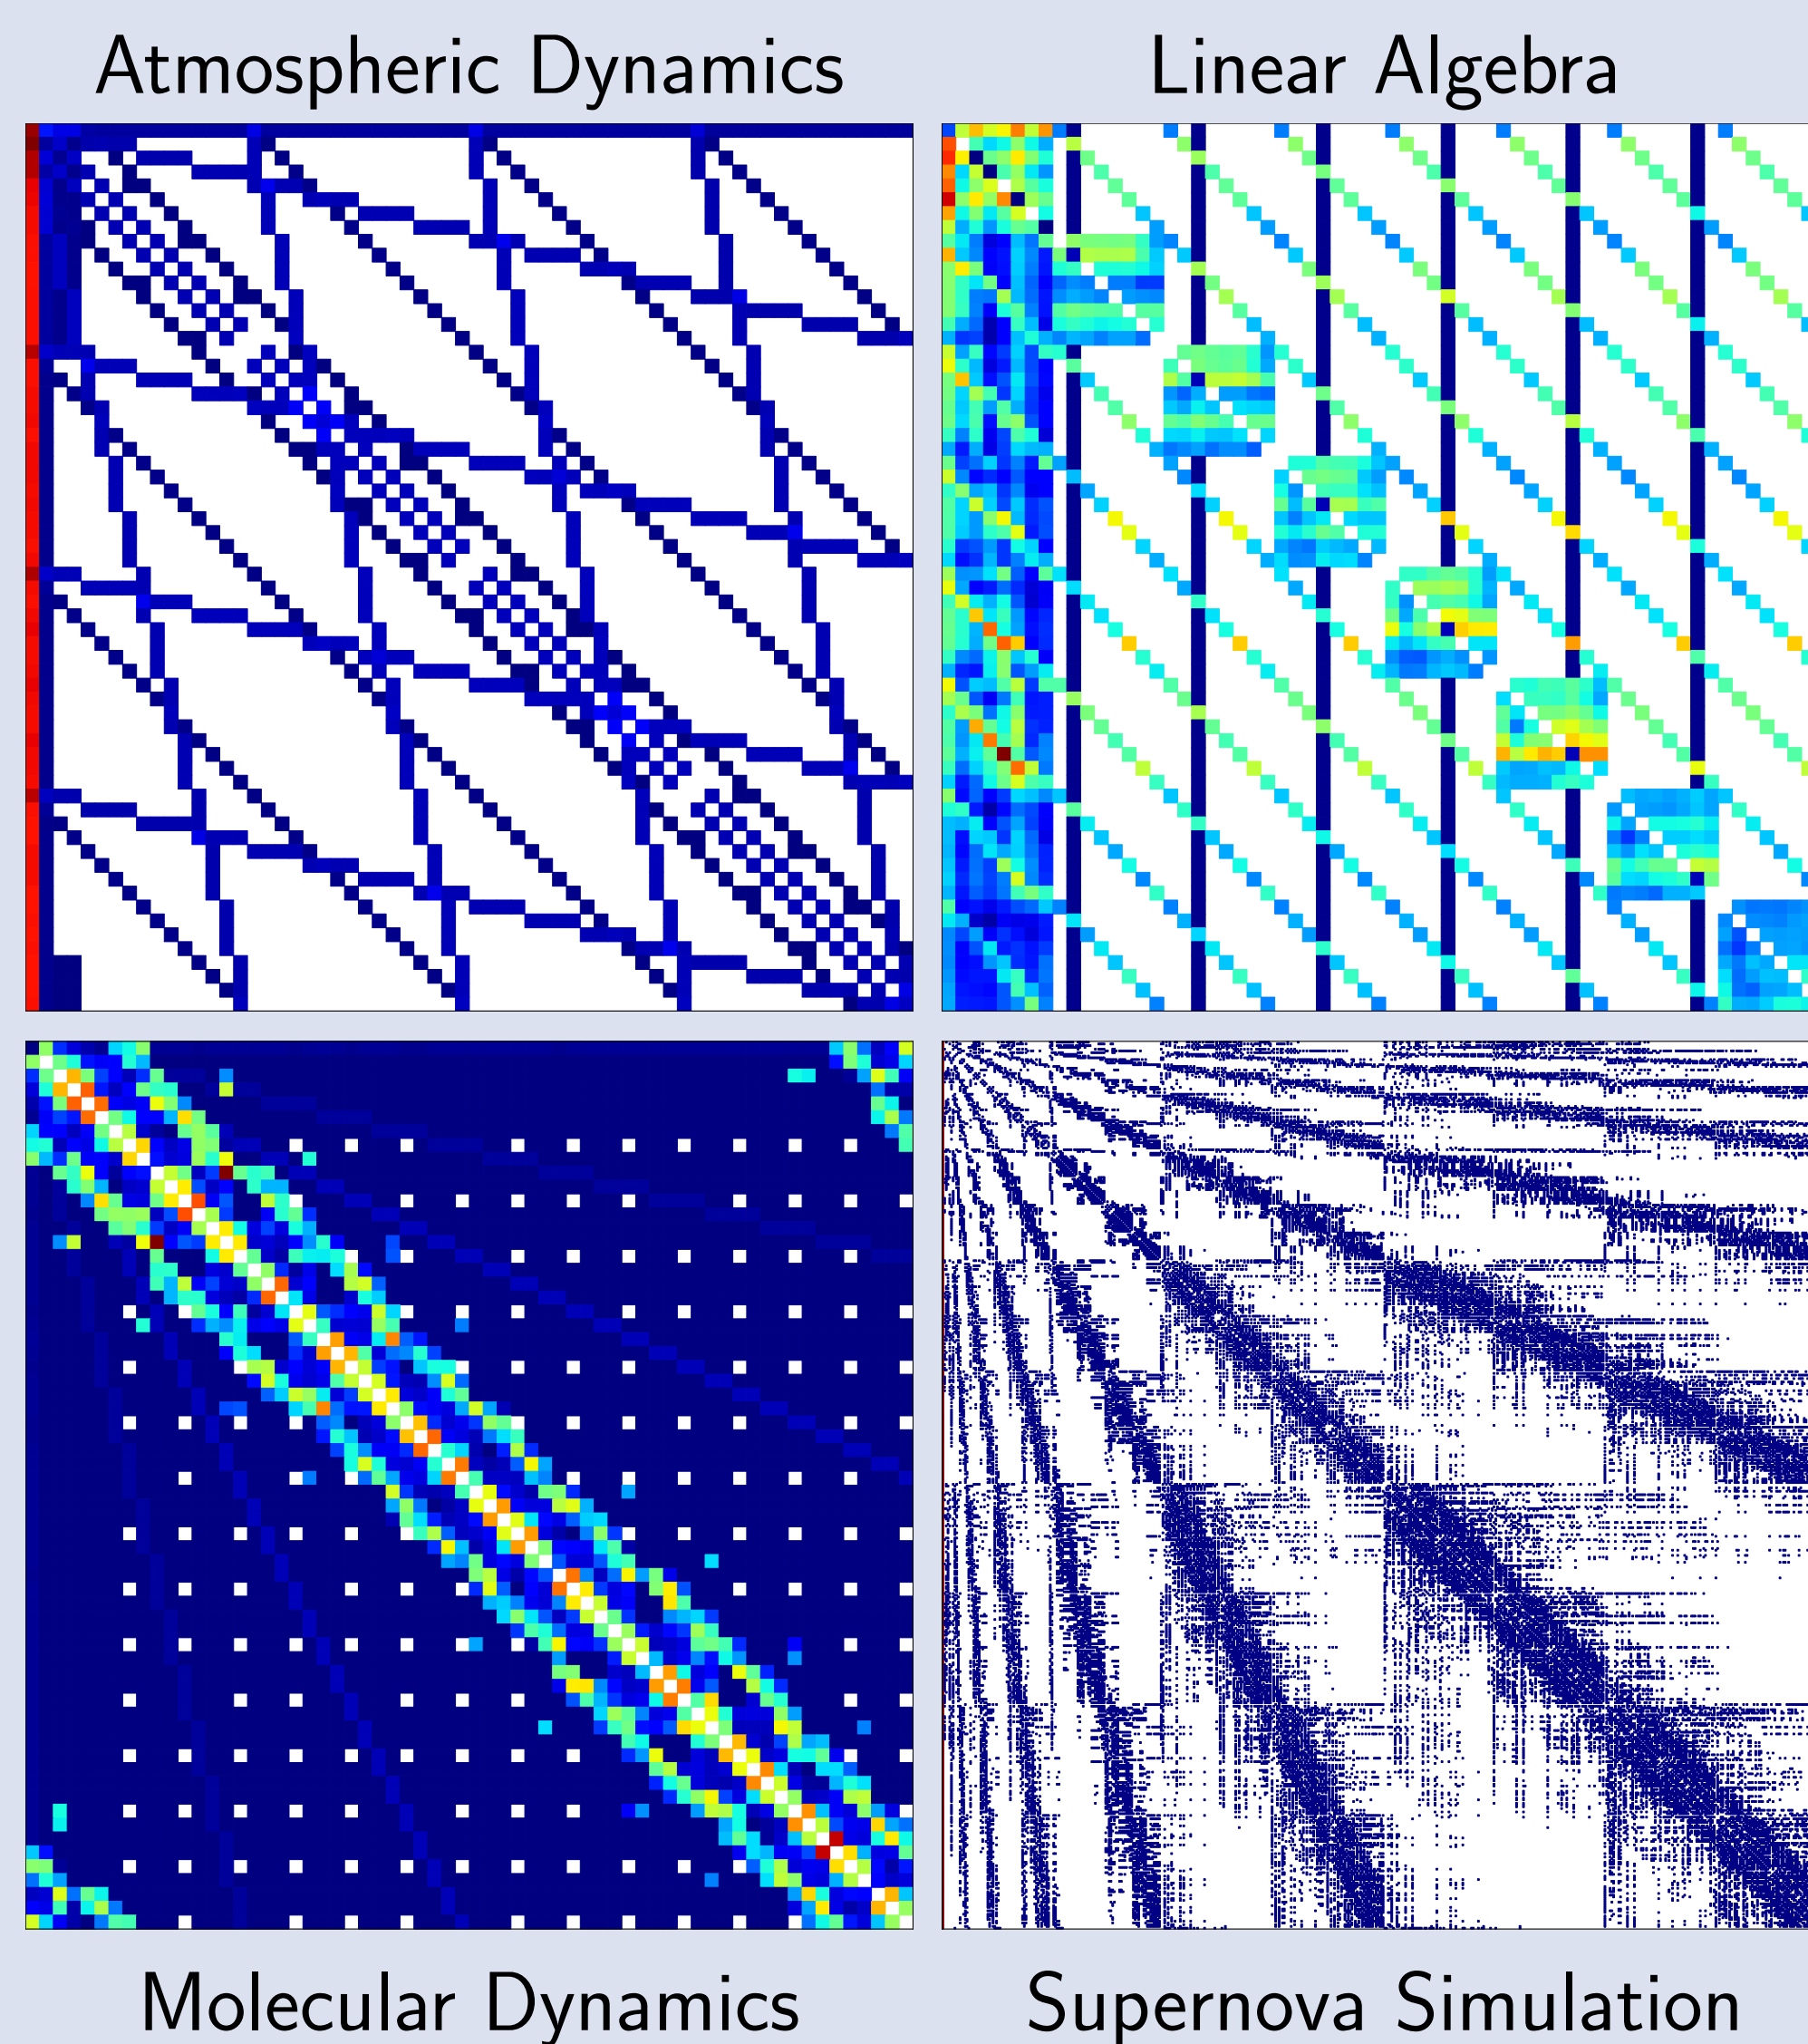 Atmospheric Dynamics
Linear Algebra
Molecular Dynamics
Supernova Simulation